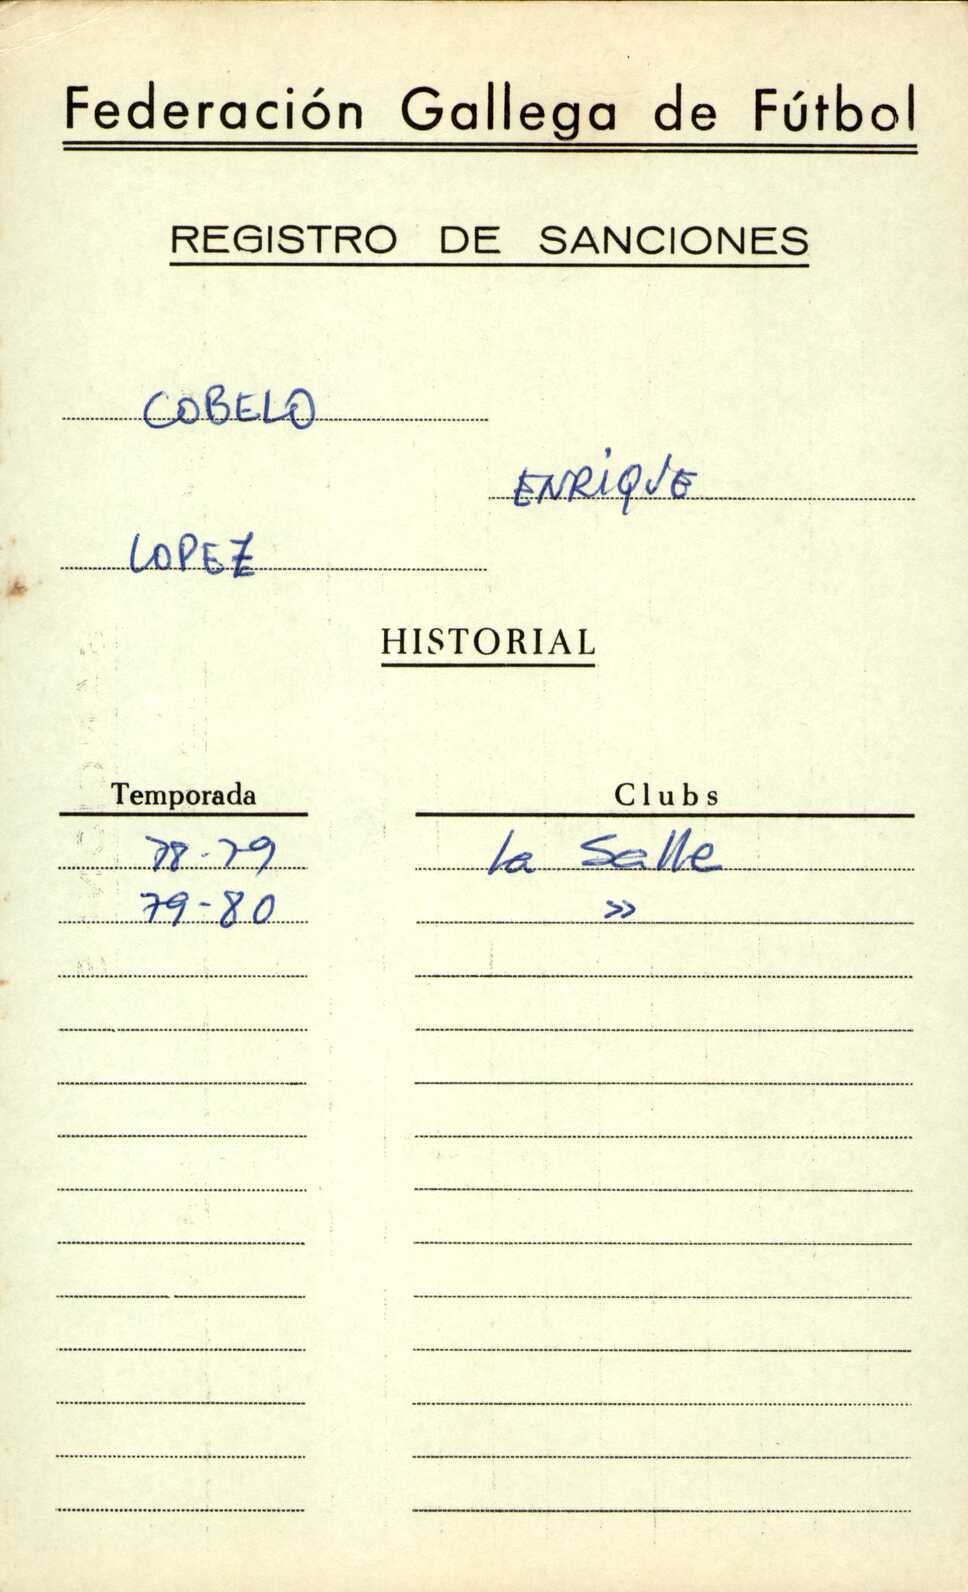 Federación Gallega de Fútbol
REGISTRO DE SANCIONES
COBELO
ENRIQUE
LOPEZ
HISTORIAL
Temporada Clubs
78-79 La Salle
79-80 »